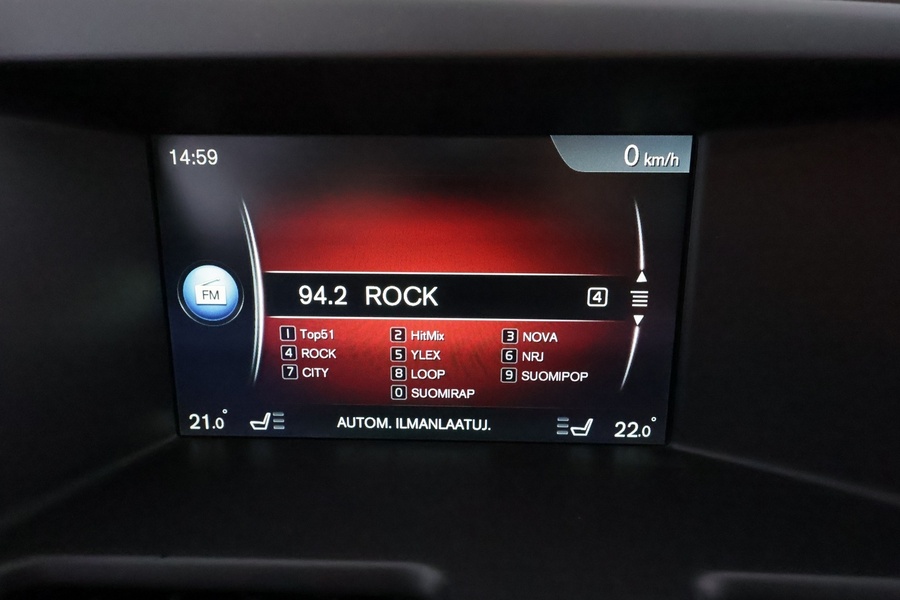 14:59
0 km/h
FM
94.2 ROCK 4
1 Top51 2 HitMix 3 NOVA
4 ROCK 5 YLEX 6 NRJ
7 CITY 8 LOOP 9 SUOMIPOP
0 SUOMIRAP
21.0° AUTOM. ILMANLAATUJ. 22.0°